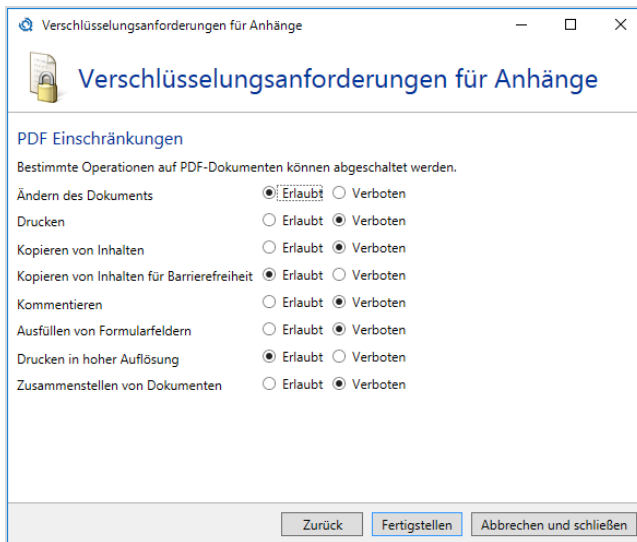 Verschlüsselungsanforderungen für Anhänge
Verschlüsselungsanforderungen für Anhänge
PDF Einschränkungen
Bestimmte Operationen auf PDF-Dokumenten können abgeschaltet werden.
Ändern des Dokuments Erlaubt Verboten
Drucken Erlaubt Verboten
Kopieren von Inhalten Erlaubt Verboten
Kopieren von Inhalten für Barrierefreiheit Erlaubt Verboten
Kommentieren Erlaubt Verboten
Ausfüllen von Formularfeldern Erlaubt Verboten
Drucken in hoher Auflösung Erlaubt Verboten
Zusammenstellen von Dokumenten Erlaubt Verboten
Zurück Fertigstellen Abbrechen und schließen